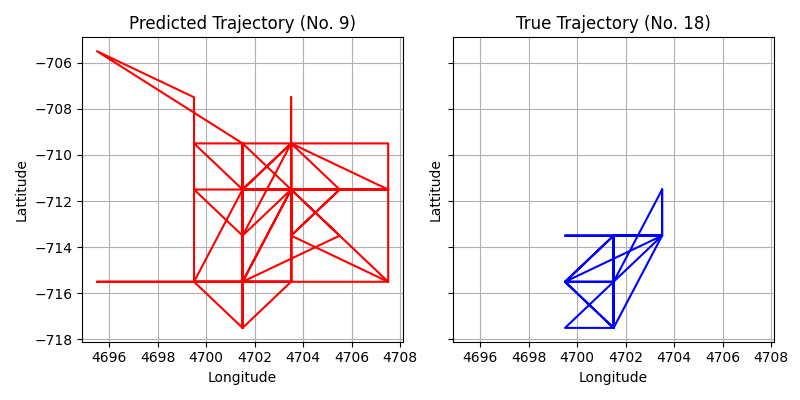 Predicted Trajectory (No. 9)
True Trajectory (No. 18)
Lattitude
−706
−708
−710
−712
−714
−716
−718
4696 4698 4700 4702 4704 4706 4708
Longitude
Lattitude
4696 4698 4700 4702 4704 4706 4708
Longitude